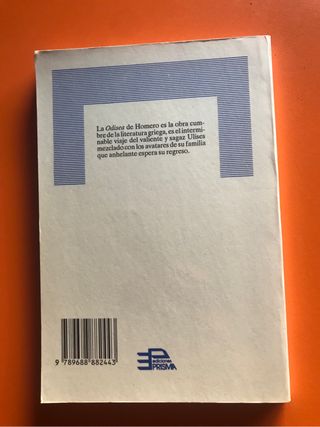 La Odisea de Homero es la obra cum-
bre de la literatura griega, es el intermi-
nable viaje del valiente y sagaz Ulises
mezclado con los avatares de su familia
que anhelante espera su regreso.
9 789688 882443
ediciones
PRISMA